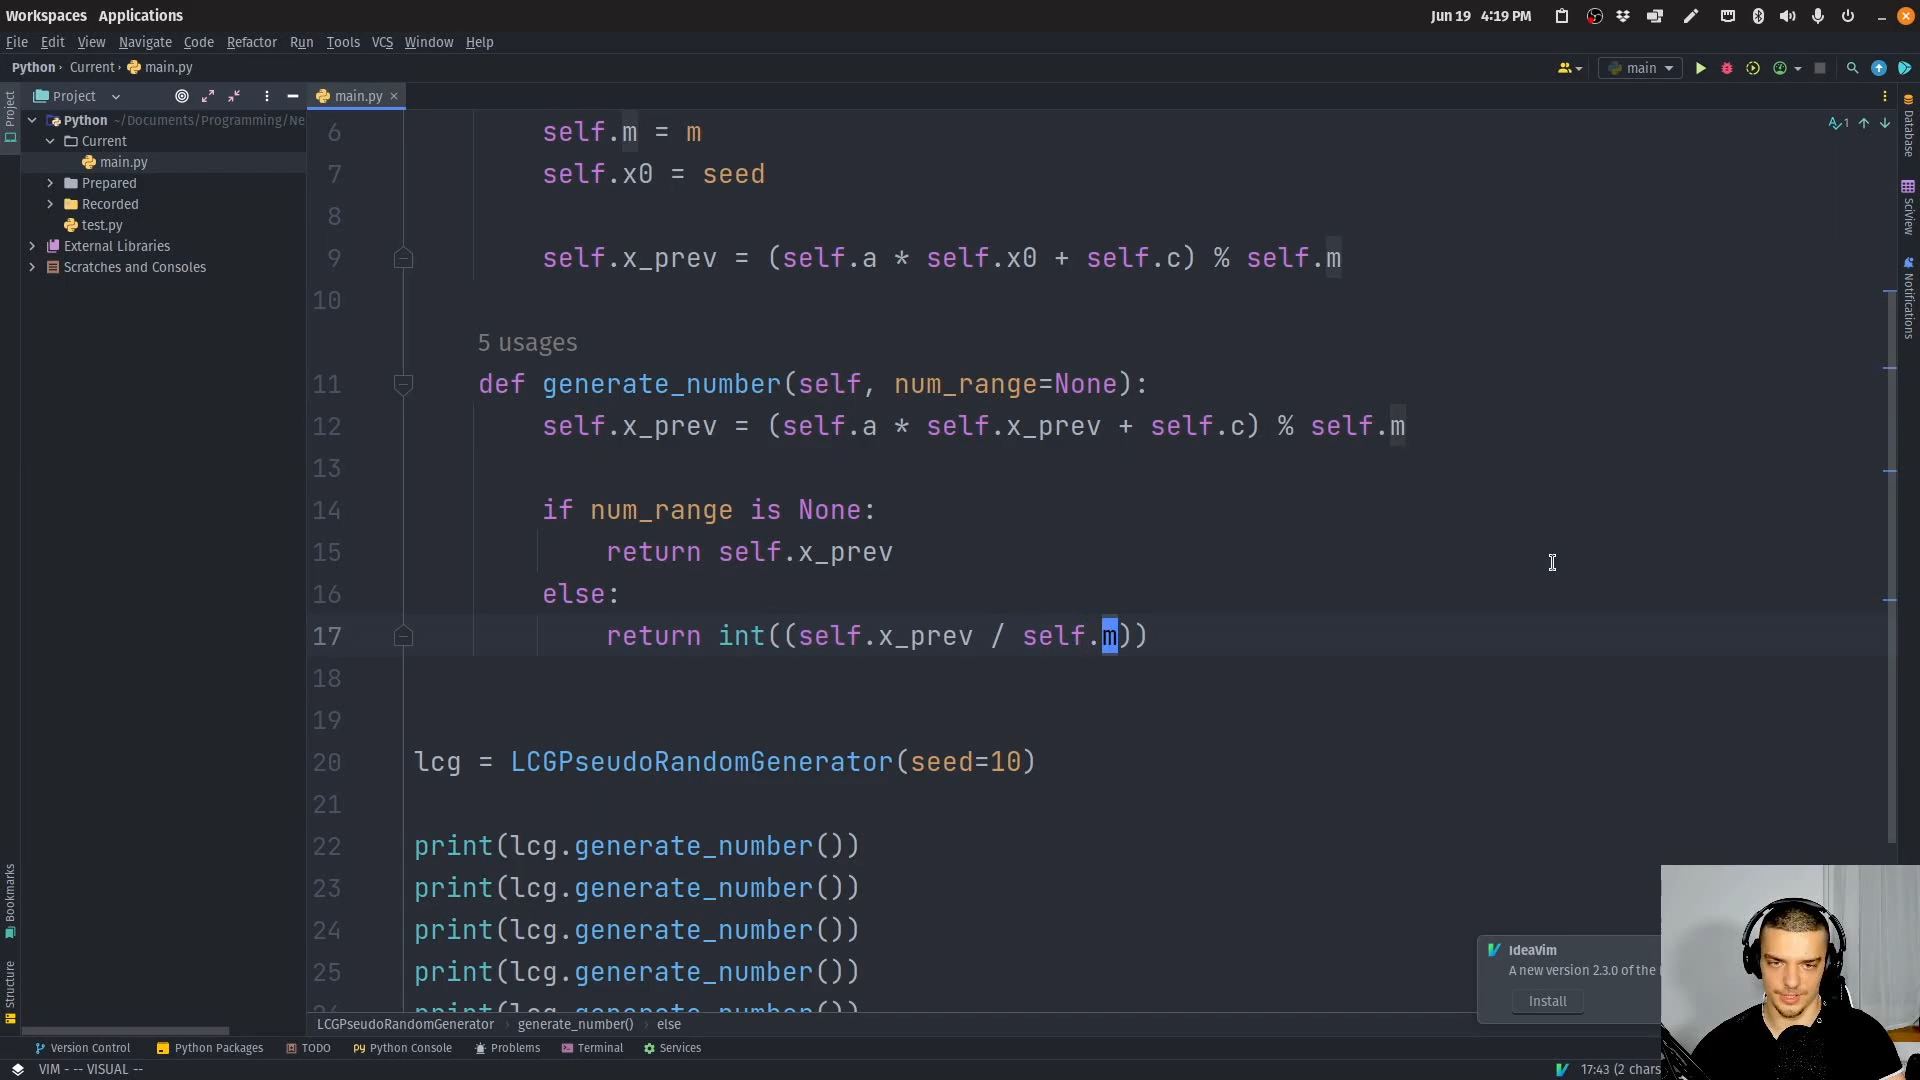 Workspaces Applications
Jun 19 4:19 PM
File Edit View Navigate Code Refactor Run Tools VCS Window Help
Python › Current › main.py
main
Project
main.py
Python ~/Documents/Programming/Ne
Current
main.py
Prepared
Recorded
test.py
External Libraries
Scratches and Consoles
Project
Bookmarks
Structure
Database
SciView
Notifications
1
6 self.m = m
7 self.x0 = seed
8
9 self.x_prev = (self.a * self.x0 + self.c) % self.m
10
5 usages
11 def generate_number(self, num_range=None):
12 self.x_prev = (self.a * self.x_prev + self.c) % self.m
13
14 if num_range is None:
15 return self.x_prev
16 else:
17 return int((self.x_prev / self.m))
18
19
20 lcg = LCGPseudoRandomGenerator(seed=10)
21
22 print(lcg.generate_number())
23 print(lcg.generate_number())
24 print(lcg.generate_number())
25 print(lcg.generate_number())
IdeaVim
A new version 2.3.0 of the
Install
LCGPseudoRandomGenerator › generate_number() › else
Version Control Python Packages TODO Python Console Problems Terminal Services
VIM - -- VISUAL --
17:43 (2 chars